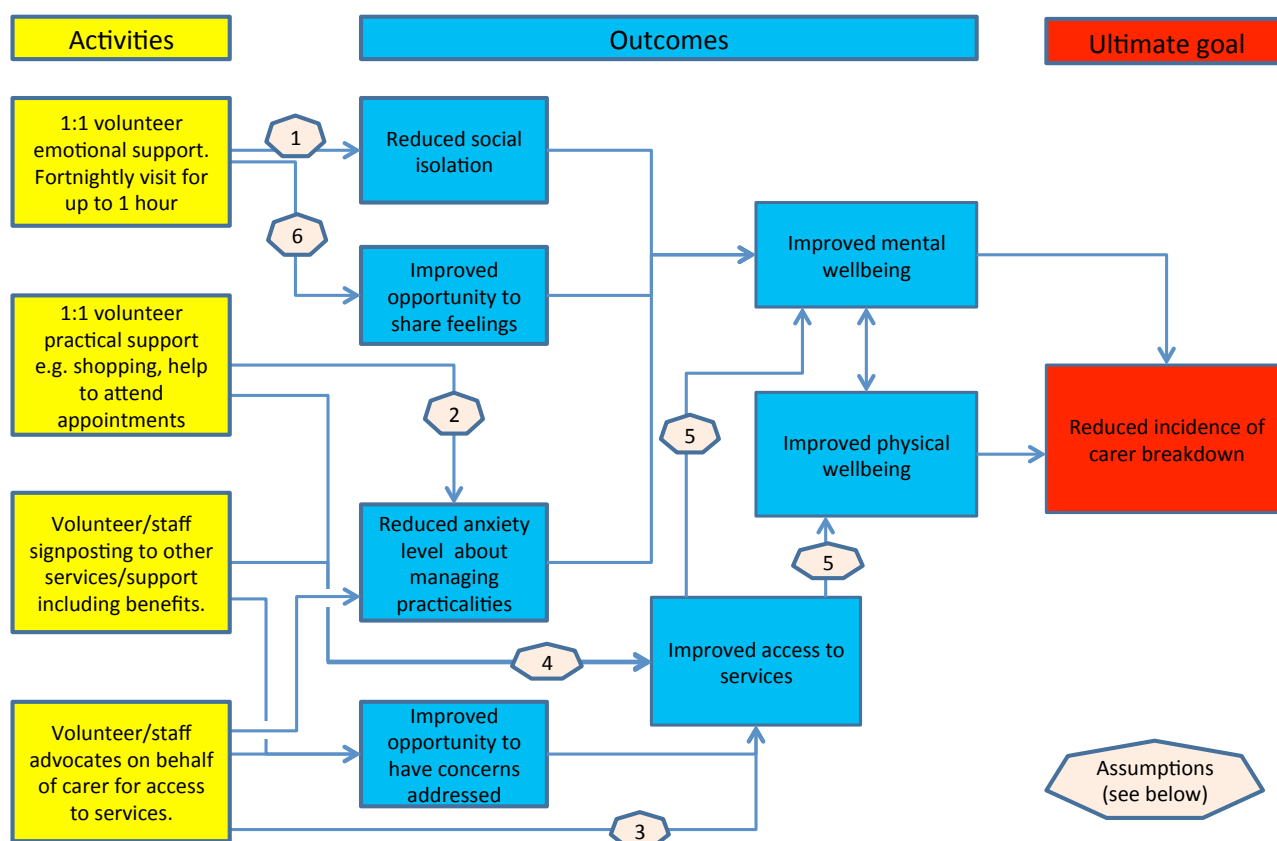 Activities
Outcomes
Ultimate goal
1:1 volunteer
emotional support.
Fortnightly visit for
up to 1 hour
1
Reduced social
isolation
6
Improved
opportunity to
share feelings
Improved mental
wellbeing
1:1 volunteer
practical support
e.g. shopping, help
to attend
appointments
2
5
Improved physical
wellbeing
Reduced incidence of
carer breakdown
Volunteer/staff
signposting to other
services/support
including benefits.
Reduced anxiety
level about
managing
practicalities
5
4
Improved access to
services
Volunteer/staff
advocates on behalf
of carer for access
to services.
Improved
opportunity to
have concerns
addressed
3
Assumptions
(see below)